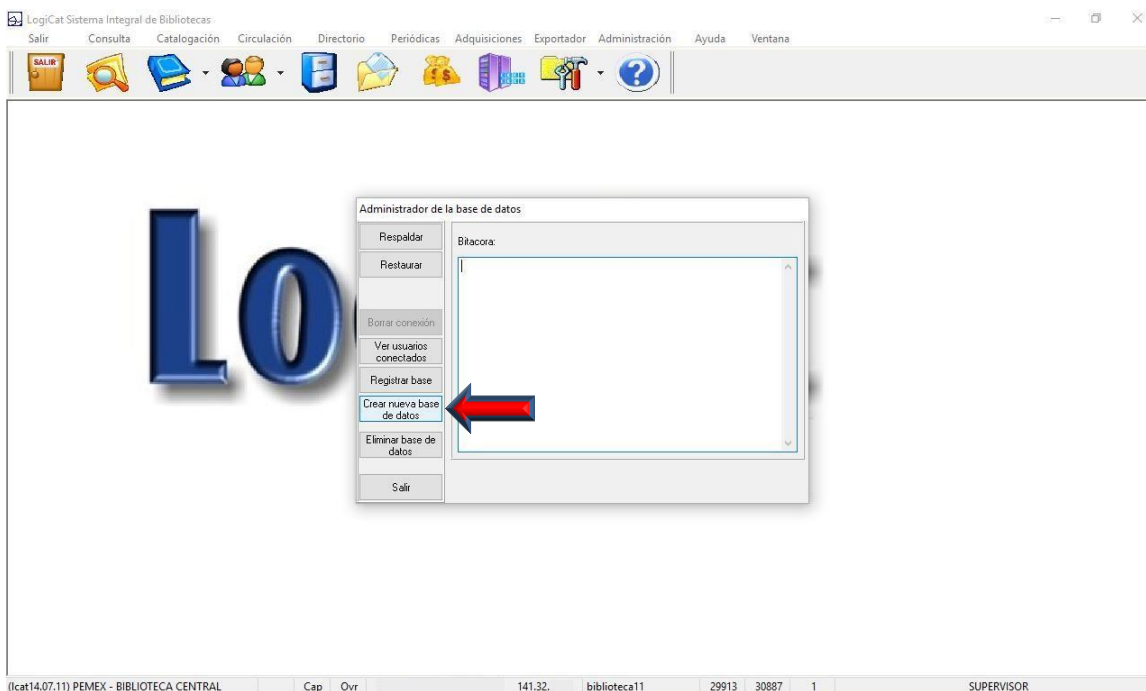 LogiCat Sistema Integral de Bibliotecas
Salir Consulta Catalogación Circulación Directorio Periódicas Adquisiciones Exportador Administración Ayuda Ventana
SALIR
Lo
Administrador de la base de datos
Respaldar
Bitacora:
Restaurar
Borrar conexión
Ver usuarios
conectados
Registrar base
Crear nueva base
de datos
Eliminar base de
datos
Salir
(lcat14.07.11) PEMEX - BIBLIOTECA CENTRAL Cap Ovr 141.32. biblioteca11 29913 30887 1 SUPERVISOR